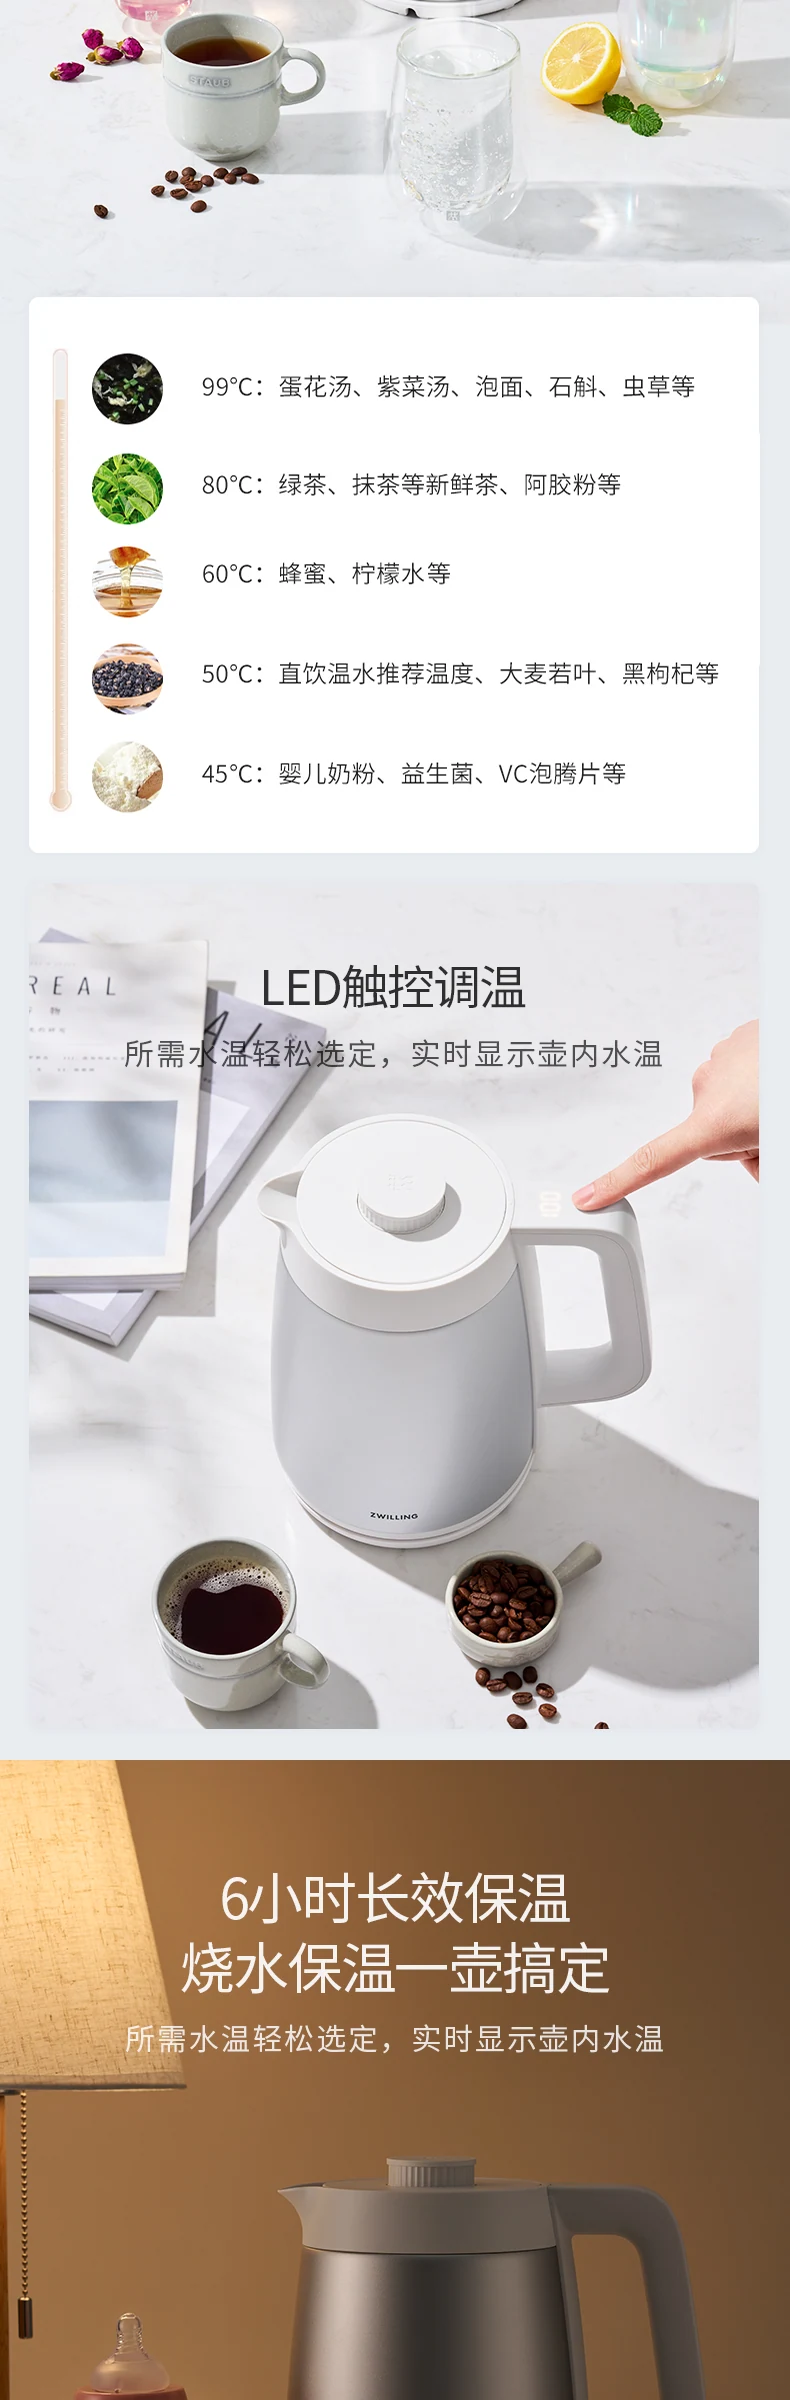 STAUB
99℃：蛋花汤、紫菜汤、泡面、石斛、虫草等
80℃：绿茶、抹茶等新鲜茶、阿胶粉等
60℃：蜂蜜、柠檬水等
50℃：直饮温水推荐温度、大麦若叶、黑枸杞等
45℃：婴儿奶粉、益生菌、VC泡腾片等
LED触控调温
REAL
所需水温轻松选定，实时显示壶内水温
ZWILLING
6小时长效保温
烧水保温一壶搞定
所需水温轻松选定，实时显示壶内水温